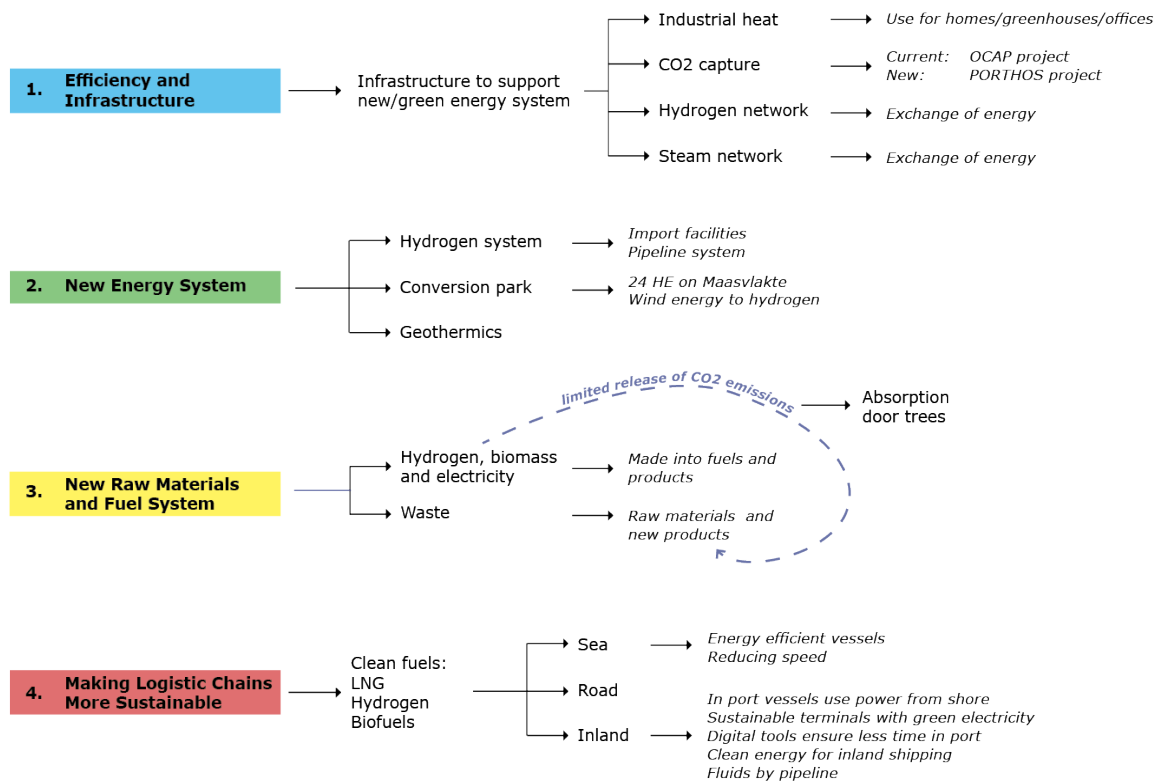 1. Efficiency and
Infrastructure
Infrastructure to support
new/green energy system
Industrial heat
Use for homes/greenhouses/offices
CO2 capture
Current: OCAP project
New: PORTHOS project
Hydrogen network
Exchange of energy
Steam network
Exchange of energy
2. New Energy System
Hydrogen system
Import facilities
Pipeline system
Conversion park
24 HE on Maasvlakte
Wind energy to hydrogen
Geothermics
3. New Raw Materials
and Fuel System
limited release of CO2 emissions
Absorption
door trees
Hydrogen, biomass
and electricity
Made into fuels and
products
Waste
Raw materials and
new products
4. Making Logistic Chains
More Sustainable
Clean fuels:
LNG
Hydrogen
Biofuels
Sea
Energy efficient vessels
Reducing speed
Road
Inland
In port vessels use power from shore
Sustainable terminals with green electricity
Digital tools ensure less time in port
Clean energy for inland shipping
Fluids by pipeline